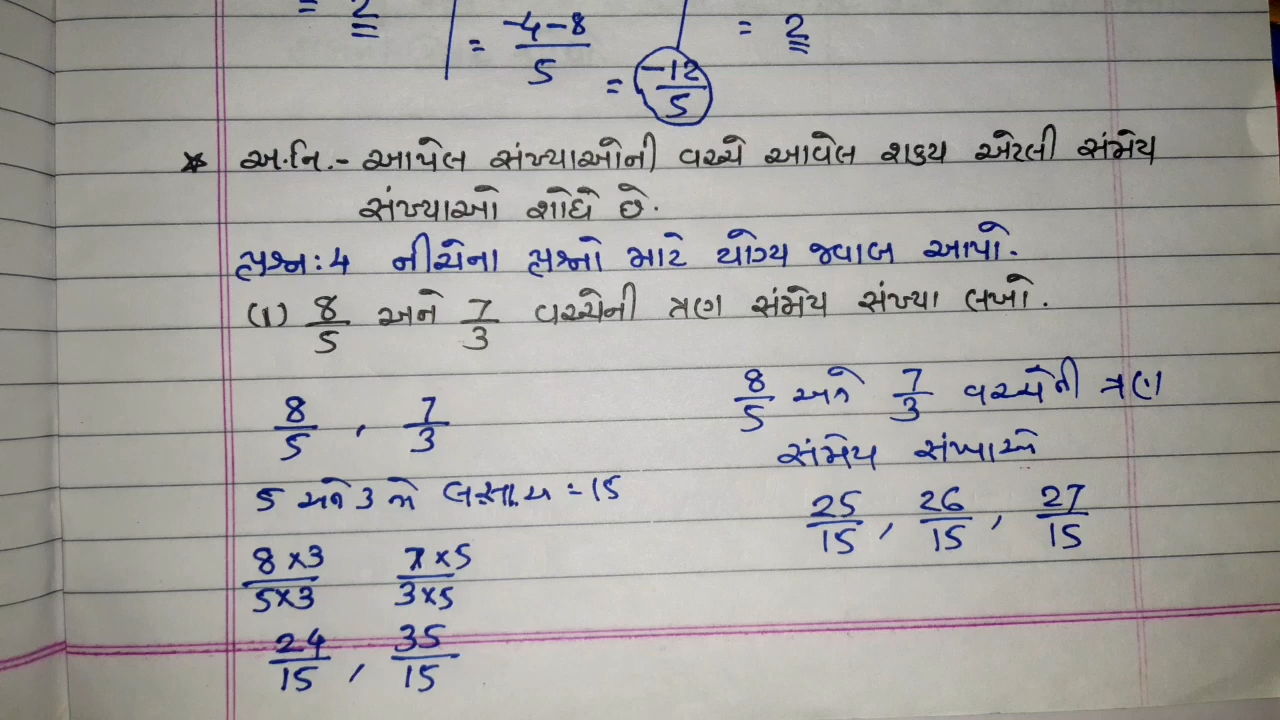 = 2
= -4-8/5
= -12/5
= 2
* અ.નિ.- આપેલ સંખ્યાઓની વચ્ચે આવેલ શક્ય એટલી સંમેય
સંખ્યાઓ શોધે છે.
પ્રશ્ન:4 નીચેના પ્રશ્નો માટે યોગ્ય જવાબ આપો.
(1) 8/5 અને 7/3 વચ્ચેની ત્રણ સંમેય સંખ્યા લખો.
8/5 , 7/3
5 અને 3 નો લ.સા.અ = 15
8×3/5×3 7×5/3×5
24/15 , 35/15
8/5 અને 7/3 વચ્ચેની ત્રણ
સંમેય સંખ્યાઓ
25/15 , 26/15 , 27/15